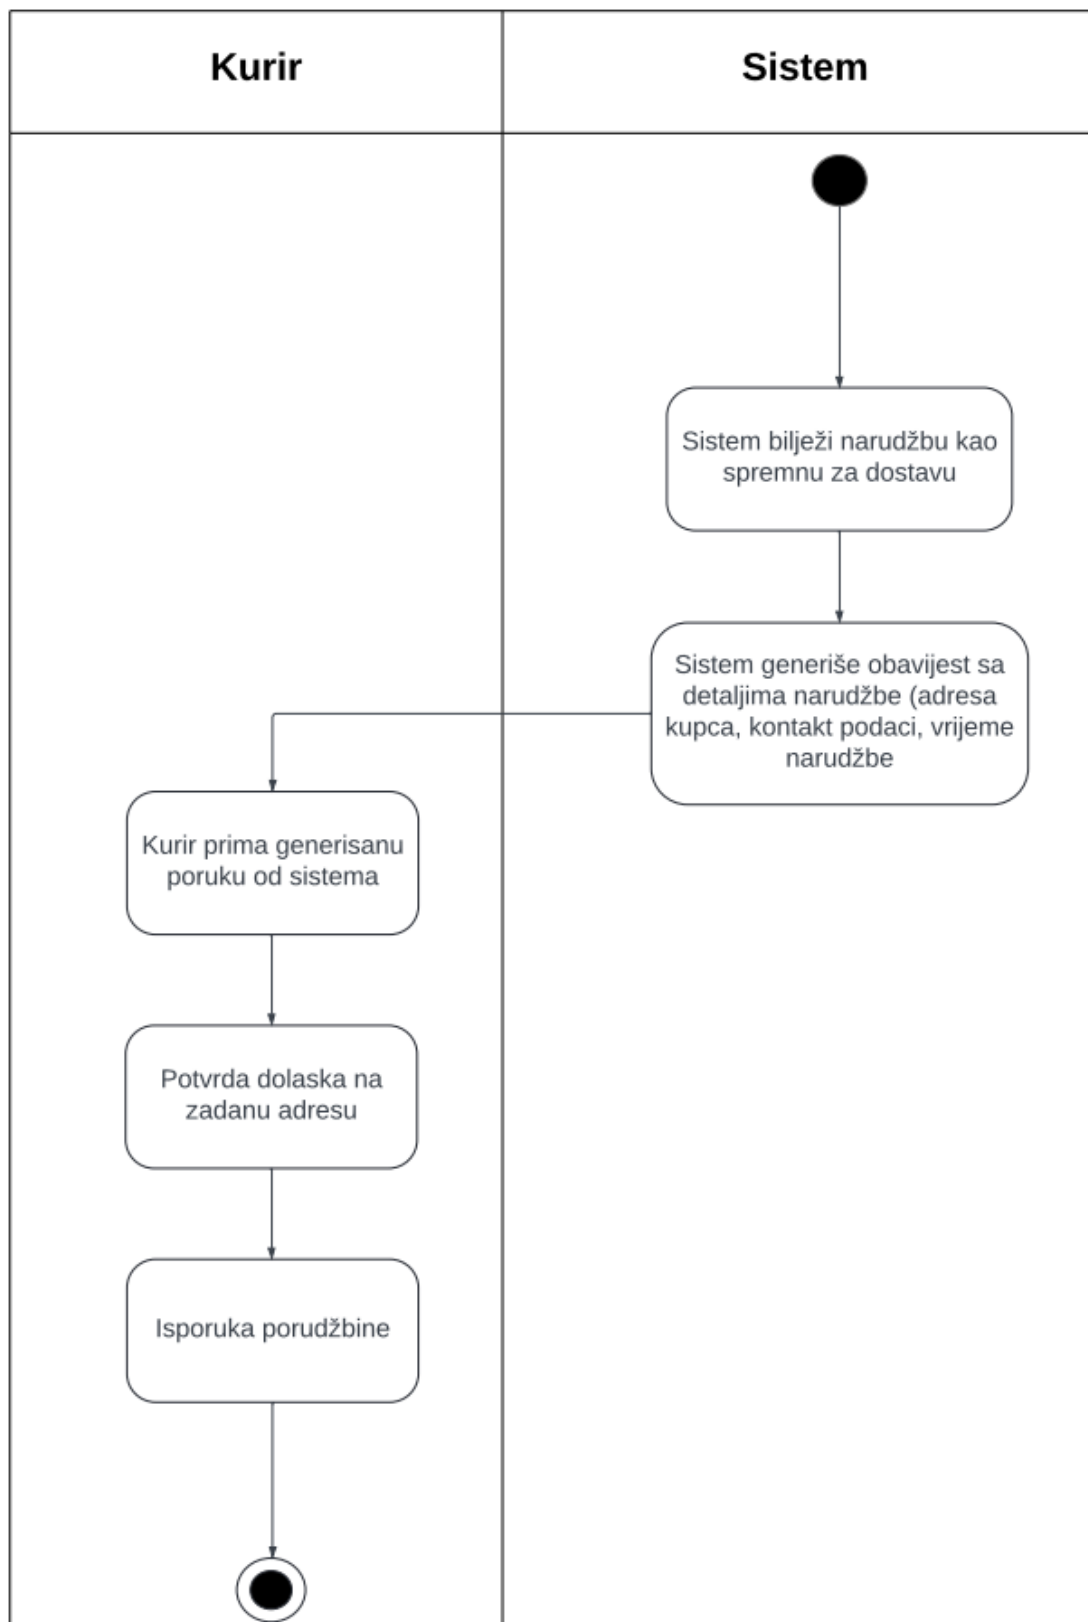 Kurir
Sistem
Sistem bilježi narudžbu kao
spremnu za dostavu
Sistem generiše obavijest sa
detaljima narudžbe (adresa
kupca, kontakt podaci, vrijeme
narudžbe
Kurir prima generisanu
poruku od sistema
Potvrda dolaska na
zadanu adresu
Isporuka porudžbine